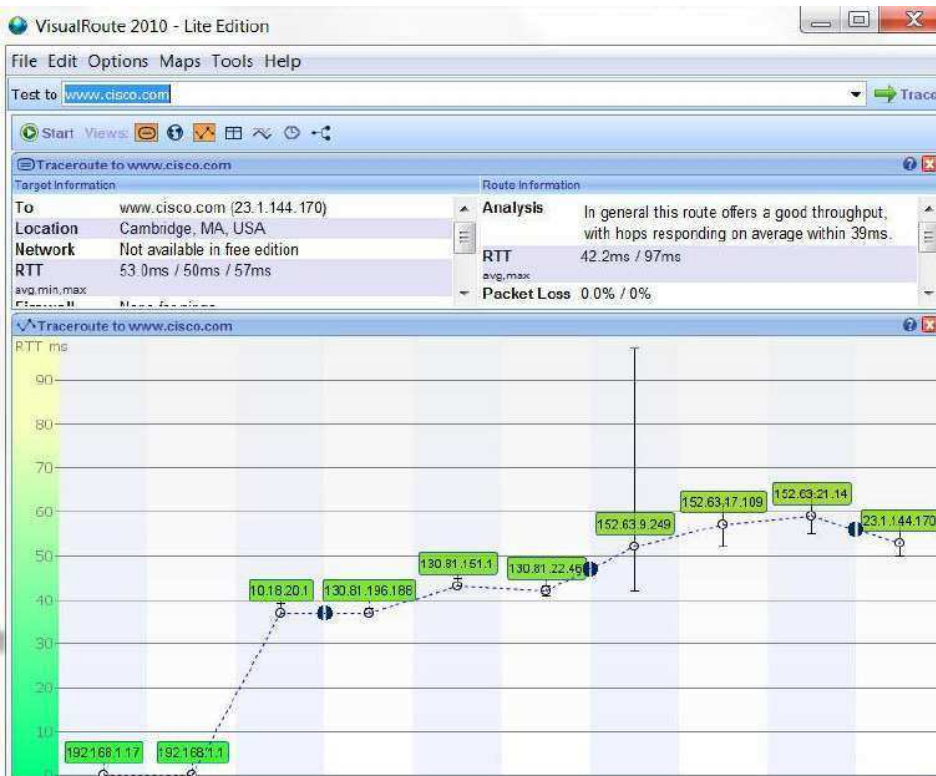 VisualRoute 2010 - Lite Edition
File Edit Options Maps Tools Help
Test to www.cisco.com Trace
Start Views:
Traceroute to www.cisco.com
Target Information
To www.cisco.com (23.1.144.170)
Location Cambridge, MA, USA
Network Not available in free edition
RTT 53.0ms / 50ms / 57ms
avg,min,max
Route Information
Analysis In general this route offers a good throughput,
with hops responding on average within 39ms.
RTT 42.2ms / 97ms
avg,max
Packet Loss 0.0% / 0%
Traceroute to www.cisco.com
RTT ms
90
80
70
60
50
40
30
20
10
0
192.168.1.17
192.168.1.1
10.18.20.1
130.81.196.188
130.81.151.1
130.81.22.46
152.63.9.249
152.63.17.109
152.63.21.14
23.1.144.170